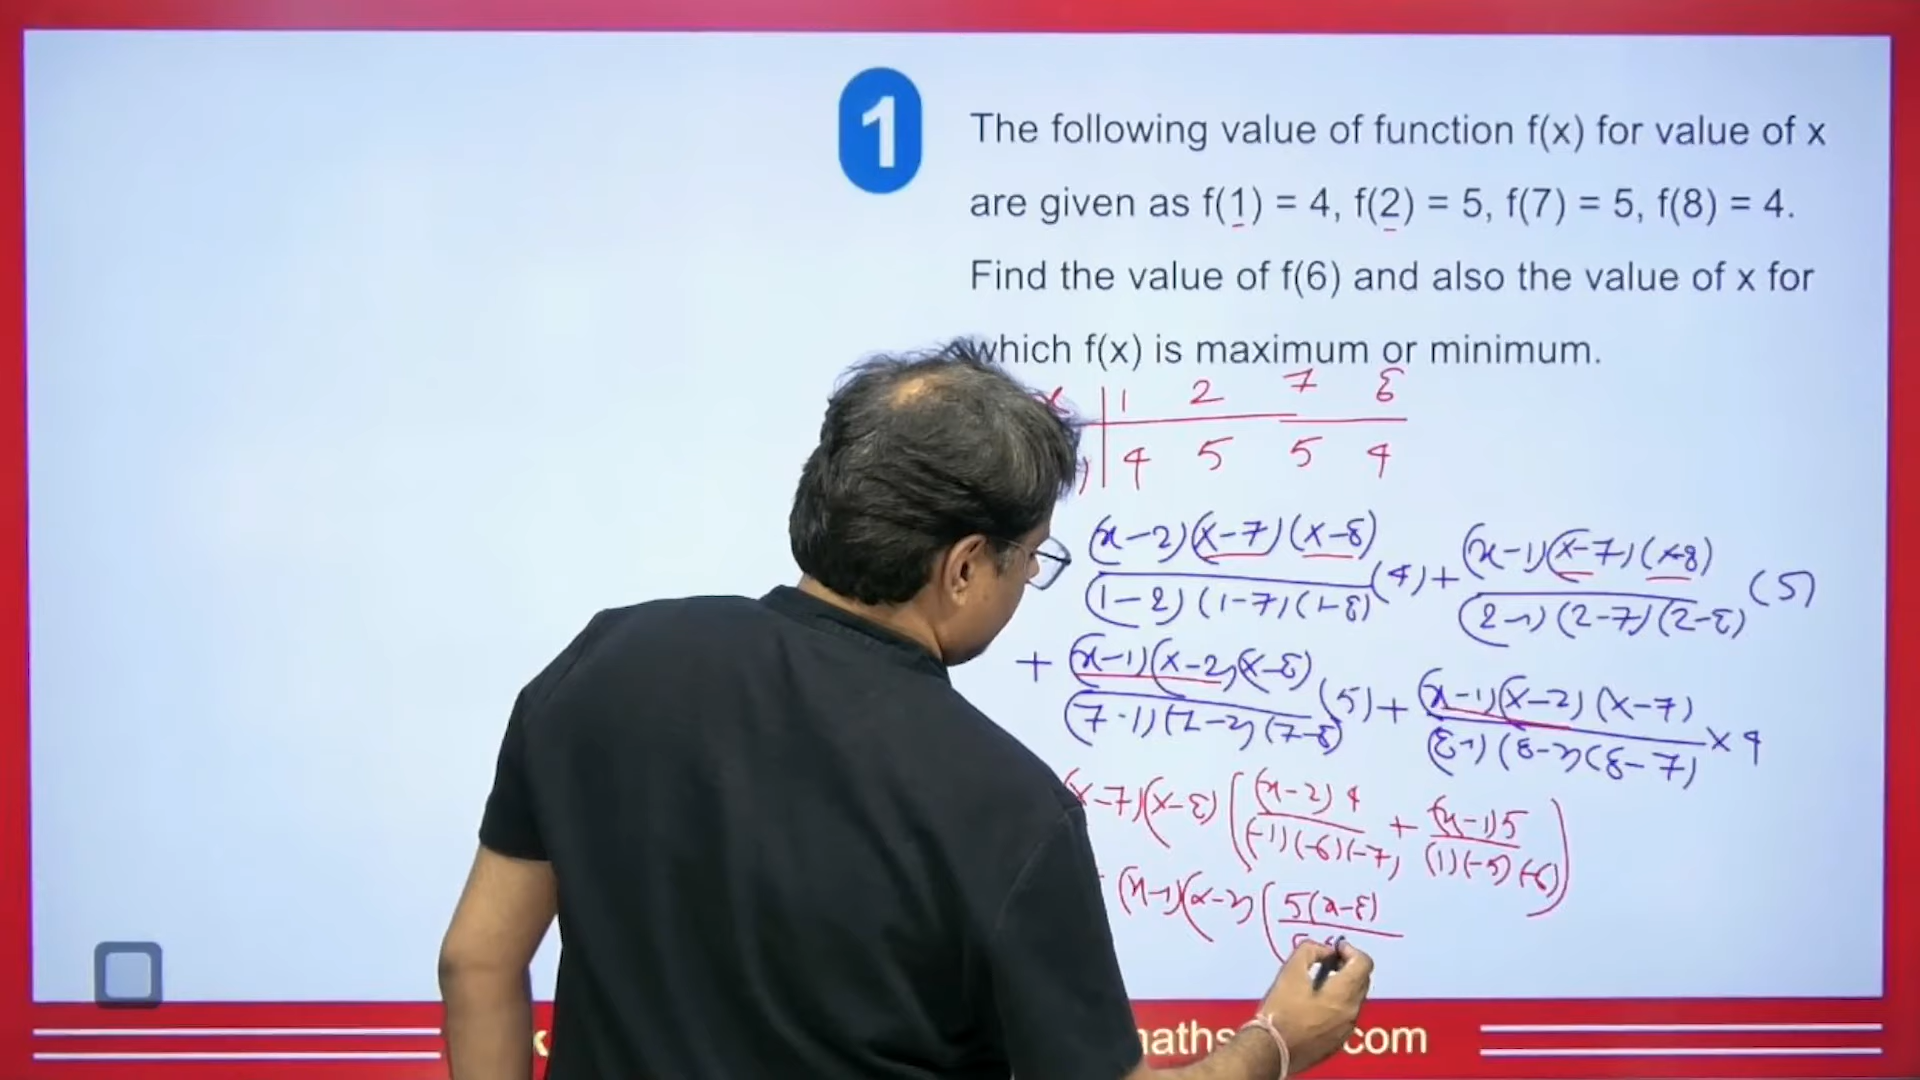 1
The following value of function f(x) for value of x
are given as f(1) = 4, f(2) = 5, f(7) = 5, f(8) = 4.
Find the value of f(6) and also the value of x for
which f(x) is maximum or minimum.
x | 1 2 7 8
4 5 5 4
(x-2)(x-7)(x-8) / (1-2)(1-7)(1-8) (4) + (x-1)(x-7)(x-8) / (2-1)(2-7)(2-8) (5)
+ (x-1)(x-2)(x-8) / (7-1)(7-2)(7-8) (5) + (x-1)(x-2)(x-7) / (8-1)(8-2)(8-7) × 4
(x-7)(x-8) ( (x-2)4 / (-1)(-6)(-7) + (x-1)5 / (1)(-5)(-6) )
(x-1)(x-2) ( 5(x-8)
maths com